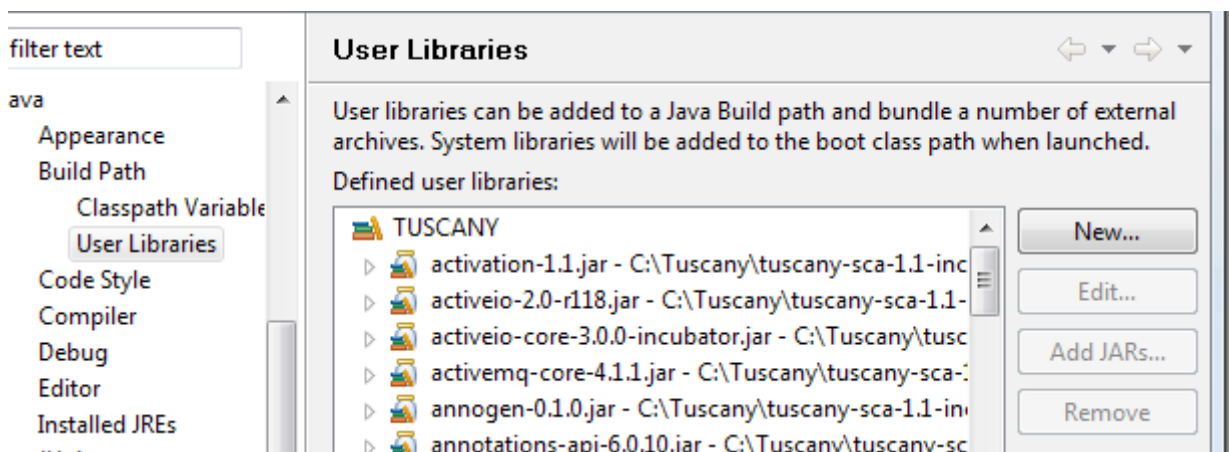 filter text
ava
Appearance
Build Path
Classpath Variable
User Libraries
Code Style
Compiler
Debug
Editor
Installed JREs
User Libraries
User libraries can be added to a Java Build path and bundle a number of external
archives. System libraries will be added to the boot class path when launched.
Defined user libraries:
TUSCANY
activation-1.1.jar - C:\Tuscany\tuscany-sca-1.1-inc
activeio-2.0-r118.jar - C:\Tuscany\tuscany-sca-1.1-
activeio-core-3.0.0-incubator.jar - C:\Tuscany\tusc
activemq-core-4.1.1.jar - C:\Tuscany\tuscany-sca-1
annogen-0.1.0.jar - C:\Tuscany\tuscany-sca-1.1-in
annotations-api-6.0.10.jar - C:\Tuscany\tuscany-sc
New...
Edit...
Add JARs...
Remove